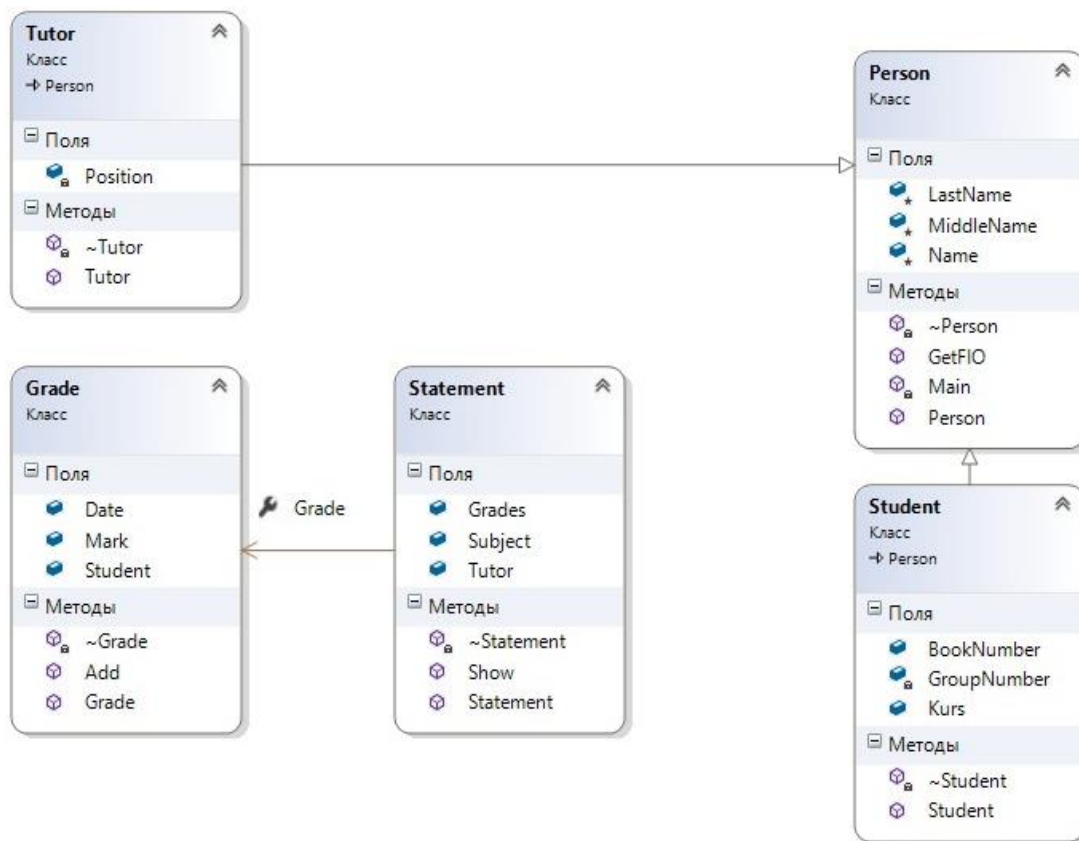 Tutor
Класс
Person
Поля
Position
Методы
~Tutor
Tutor
Person
Класс
Поля
LastName
MiddleName
Name
Методы
~Person
GetFIO
Main
Person
Grade
Класс
Поля
Date
Mark
Student
Методы
~Grade
Add
Grade
Grade
Statement
Класс
Поля
Grades
Subject
Tutor
Методы
~Statement
Show
Statement
Student
Класс
Person
Поля
BookNumber
GroupNumber
Kurs
Методы
~Student
Student